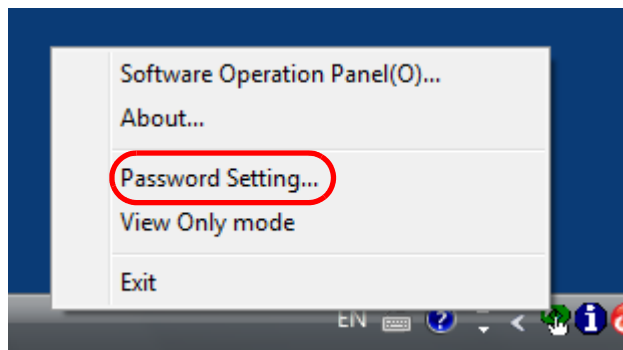 Software Operation Panel(O)...
About...
Password Setting...
View Only mode
Exit
EN